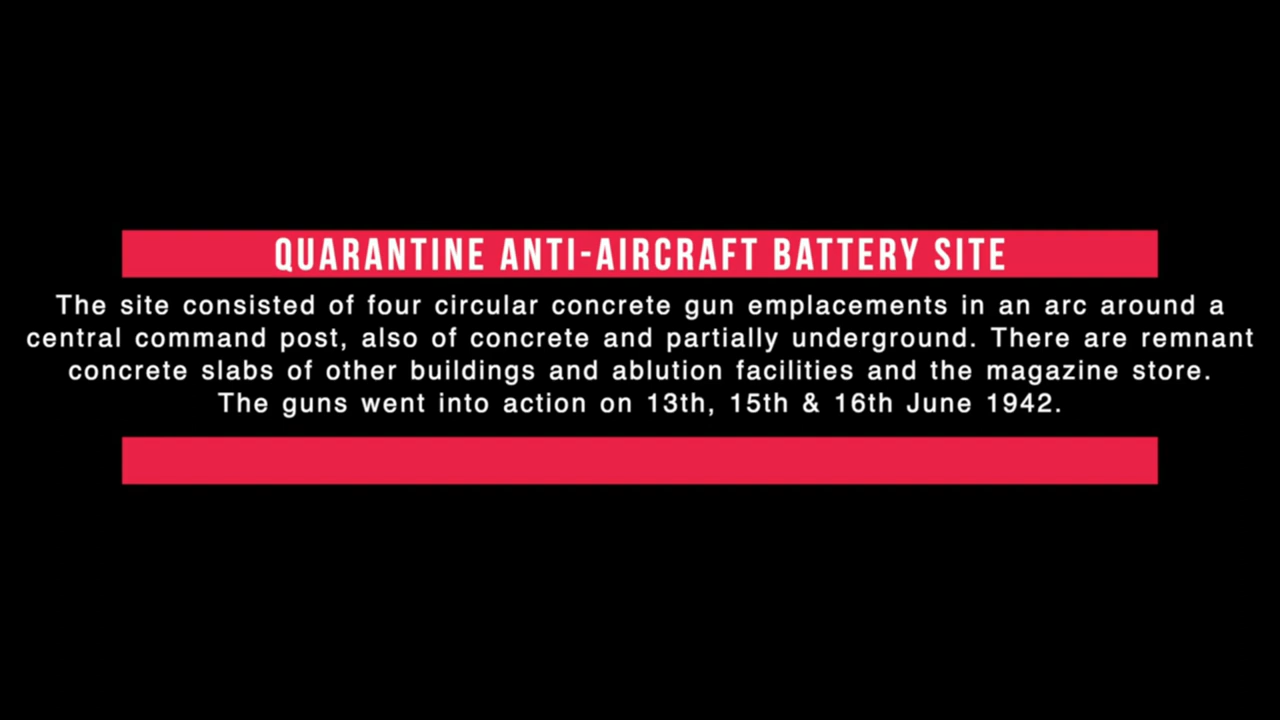 QUARANTINE ANTI-AIRCRAFT BATTERY SITE
The site consisted of four circular concrete gun emplacements in an arc around a
central command post, also of concrete and partially underground. There are remnant
concrete slabs of other buildings and ablution facilities and the magazine store.
The guns went into action on 13th, 15th & 16th June 1942.